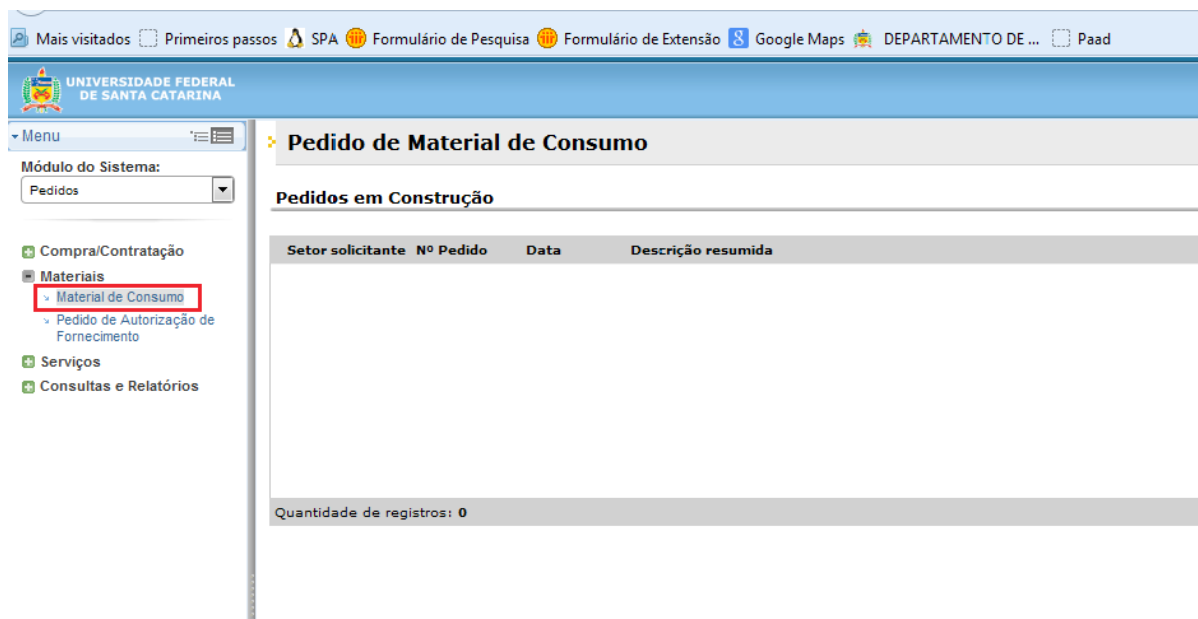 Mais visitados Primeiros passos SPA Formulário de Pesquisa Formulário de Extensão Google Maps DEPARTAMENTO DE ... Paad
UNIVERSIDADE FEDERAL
DE SANTA CATARINA
Menu
Módulo do Sistema:
Pedidos
Compra/Contratação
Materiais
Material de Consumo
Pedido de Autorização de
Fornecimento
Serviços
Consultas e Relatórios
Pedido de Material de Consumo
Pedidos em Construção
Setor solicitante Nº Pedido Data Descrição resumida
Quantidade de registros: 0